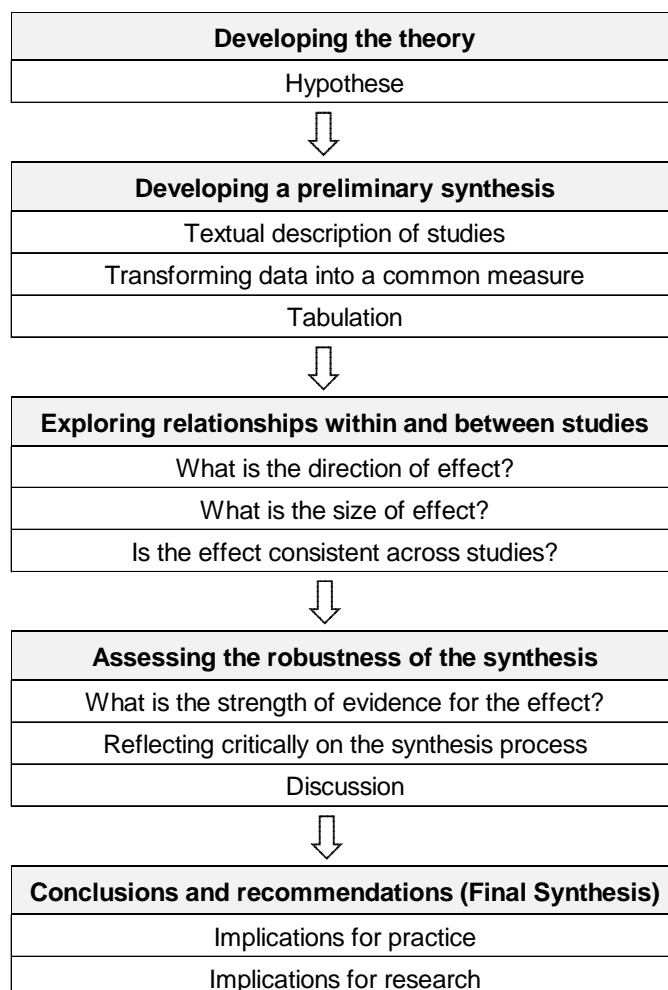 Developing the theory
Hypothese
Developing a preliminary synthesis
Textual description of studies
Transforming data into a common measure
Tabulation
Exploring relationships within and between studies
What is the direction of effect?
What is the size of effect?
Is the effect consistent across studies?
Assessing the robustness of the synthesis
What is the strength of evidence for the effect?
Reflecting critically on the synthesis process
Discussion
Conclusions and recommendations (Final Synthesis)
Implications for practice
Implications for research